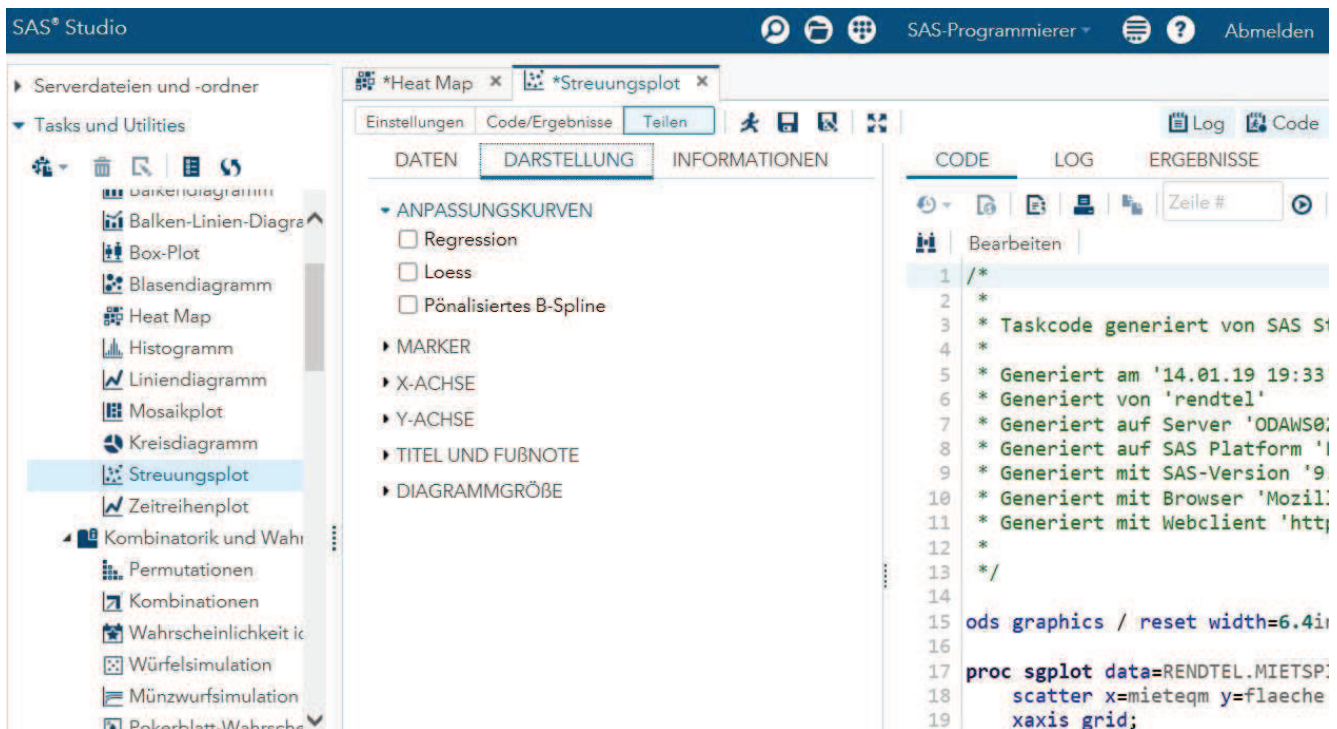 SAS® Studio
SAS-Programmierer
Abmelden
Serverdateien und -ordner
Tasks und Utilities
Balkendiagramm
Balken-Linien-Diagra
Box-Plot
Blasendiagramm
Heat Map
Histogramm
Liniendiagramm
Mosaikplot
Kreisdiagramm
Streuungsplot
Zeitreihenplot
Kombinatorik und Wahr
Permutationen
Kombinationen
Wahrscheinlichkeit id
Würfelsimulation
Münzwurfsimulation
Pokerblatt-Wahrsche
*Heat Map
*Streuungsplot
Einstellungen Code/Ergebnisse Teilen
DATEN DARSTELLUNG INFORMATIONEN
ANPASSUNGSKURVEN
Regression
Loess
Pönalisiertes B-Spline
MARKER
X-ACHSE
Y-ACHSE
TITEL UND FUßNOTE
DIAGRAMMGRÖßE
Log Code
CODE LOG ERGEBNISSE
Zeile #
Bearbeiten
1 /*
2 *
3 * Taskcode generiert von SAS St
4 *
5 * Generiert am '14.01.19 19:33
6 * Generiert von 'rendtel'
7 * Generiert auf Server 'ODAWS02
8 * Generiert auf SAS Platform '
9 * Generiert mit SAS-Version '9
10 * Generiert mit Browser 'Mozill
11 * Generiert mit Webclient 'http
12 *
13 */
14
15 ods graphics / reset width=6.4in
16
17 proc sgplot data=RENDTEL.MIETSPI
18 scatter x=mieteqm y=flaeche
19 xaxis grid;